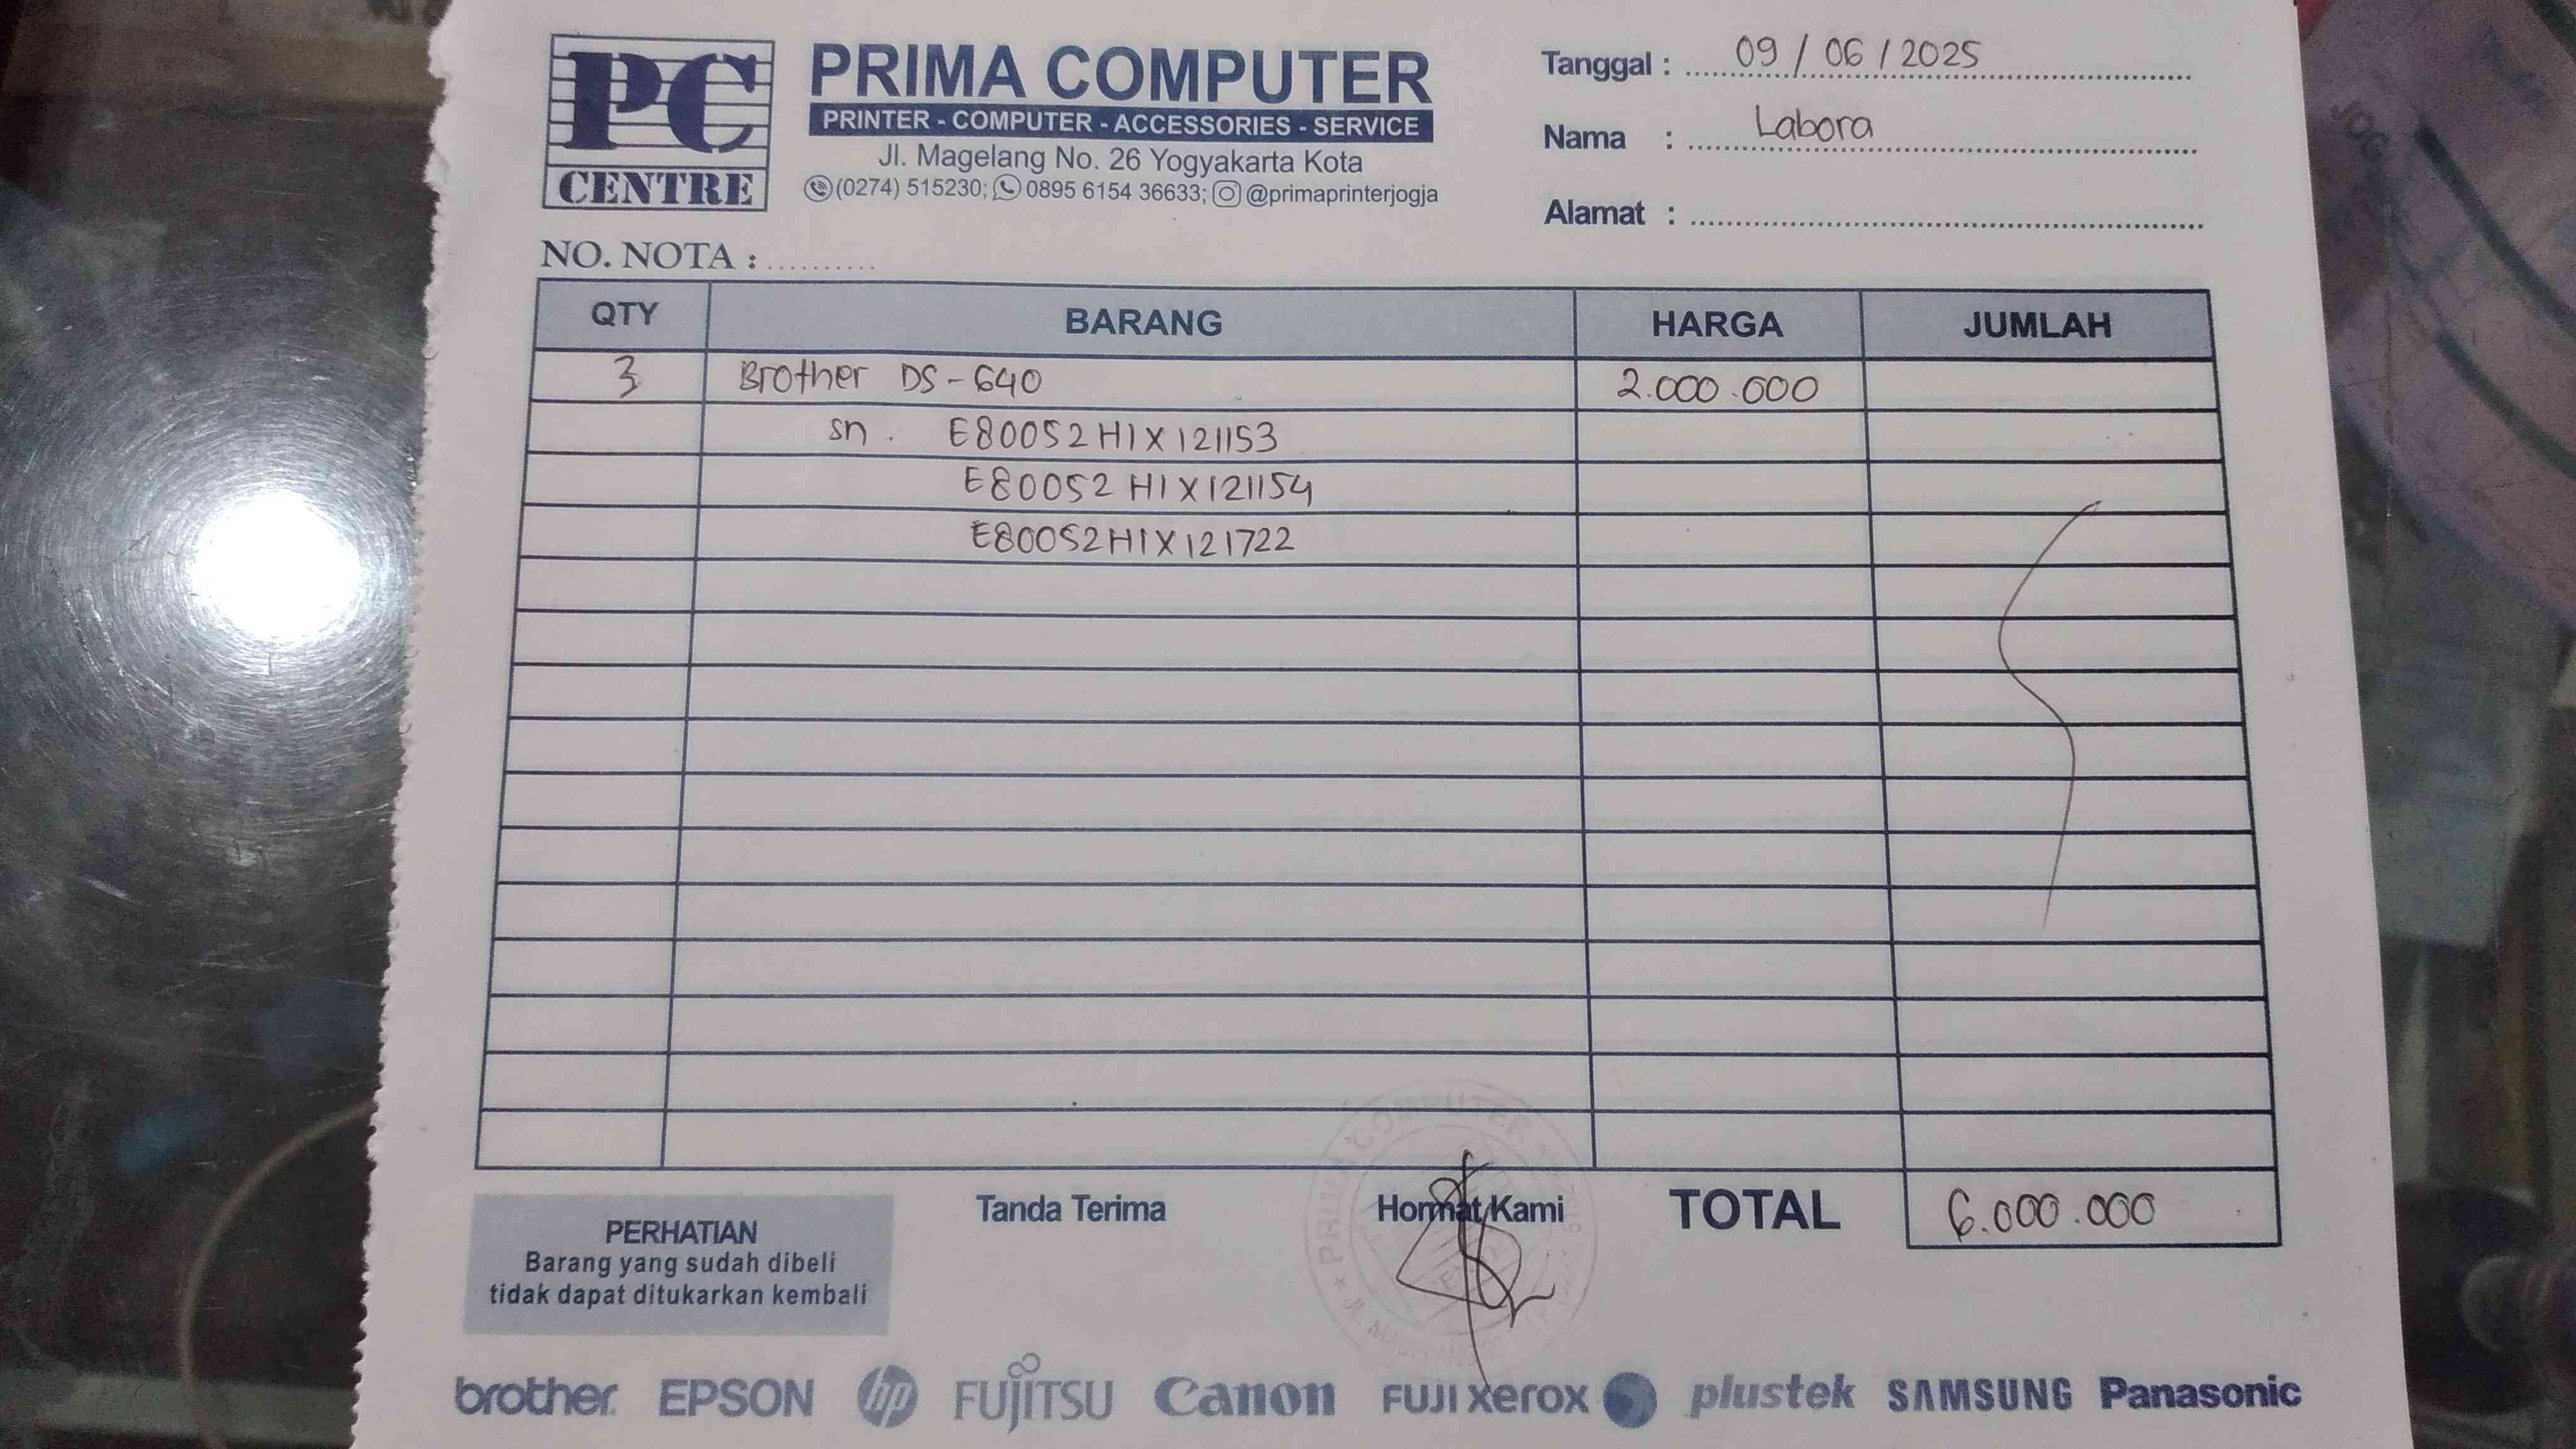 PC
CENTRE
PRIMA COMPUTER
PRINTER - COMPUTER - ACCESSORIES - SERVICE
Jl. Magelang No. 26 Yogyakarta Kota
(0274) 515230; 0895 6154 36633; @primaprinterjogja
Tanggal : 09 / 06 / 2025
Nama : Labora
Alamat :
NO. NOTA :
QTY BARANG HARGA JUMLAH
3 Brother DS-640 2.000.000
sn. E80052H1X121153
E80052H1X121154
E80052H1X121722
PERHATIAN
Barang yang sudah dibeli
tidak dapat ditukarkan kembali
Tanda Terima
Hormat Kami
PRIMA COMPUTER
TOTAL 6.000.000
brother EPSON hp FUJITSU Canon FUJI xerox plustek SAMSUNG Panasonic